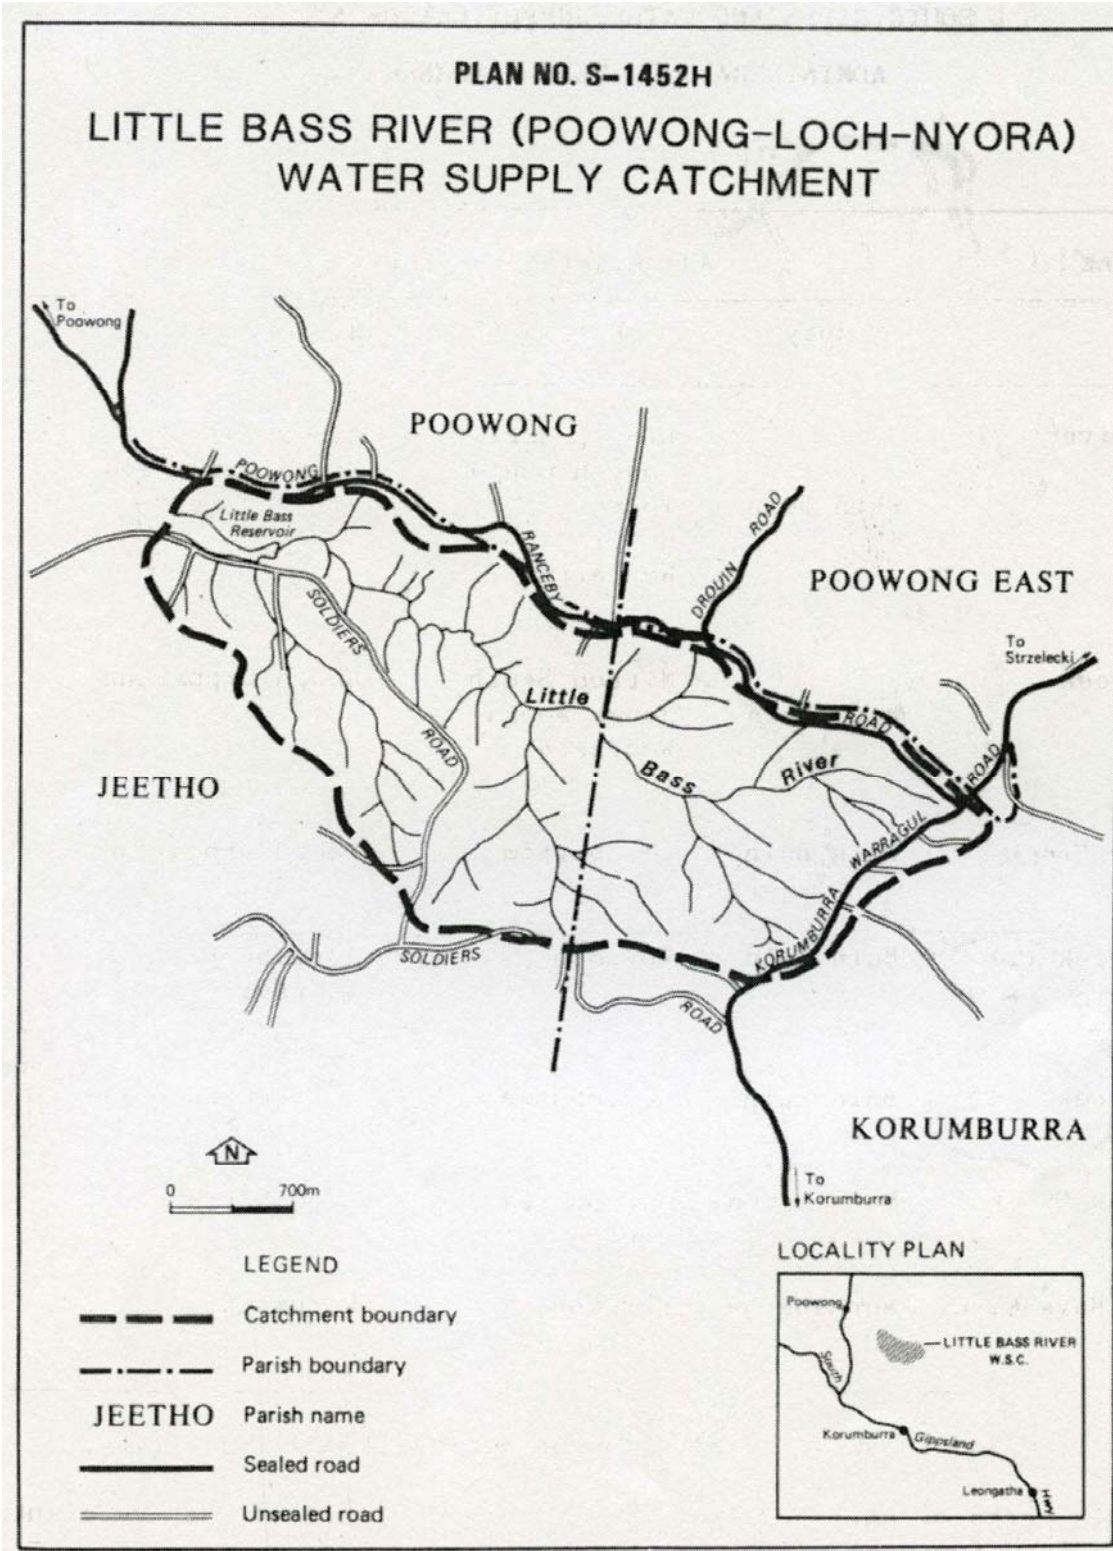 PLAN NO. S-1452H
LITTLE BASS RIVER (POOWONG-LOCH-NYORA)
WATER SUPPLY CATCHMENT
To
Poowong
POOWONG
POOWONG
Little Bass
Reservoir
RANCEBY
DROUIN ROAD
POOWONG EAST
To
Strzelecki
SOLDIERS
ROAD
Little
Bass
River
ROAD
ROAD
JEETHO
WARRAGUL
KORUMBURRA
SOLDIERS
ROAD
KORUMBURRA
To
Korumburra
N
0 700m
LEGEND
Catchment boundary
Parish boundary
JEETHO Parish name
Sealed road
Unsealed road
LOCALITY PLAN
Poowong
LITTLE BASS RIVER
W.S.C.
South
Korumburra
Gippsland
Leongatha
Hwy